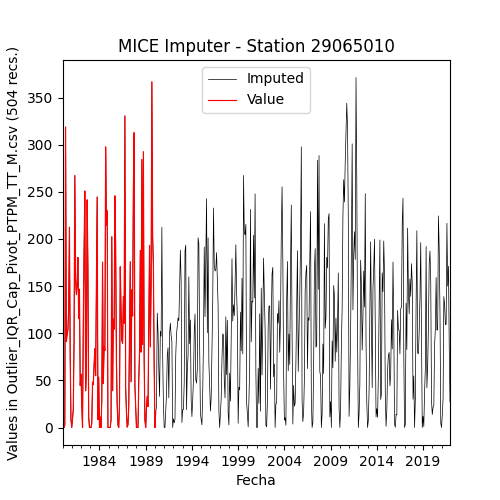 MICE Imputer - Station 29065010
Values in Outlier_IQR_Cap_Pivot_PTPM_TT_M.csv (504 recs.)
Imputed
Value
350
300
250
200
150
100
50
0
1984 1989 1994 1999 2004 2009 2014 2019
Fecha